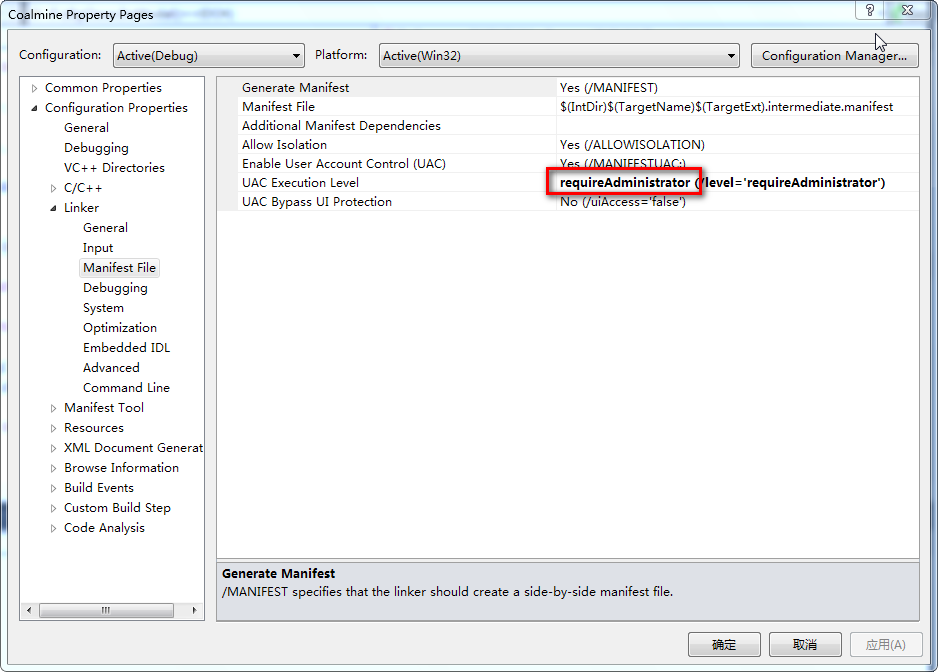 Coalmine Property Pages
Configuration: Active(Debug) Platform: Active(Win32) Configuration Manager...
Common Properties
Configuration Properties
General
Debugging
VC++ Directories
C/C++
Linker
General
Input
Manifest File
Debugging
System
Optimization
Embedded IDL
Advanced
Command Line
Manifest Tool
Resources
XML Document Generat
Browse Information
Build Events
Custom Build Step
Code Analysis
Generate Manifest Yes (/MANIFEST)
Manifest File $(IntDir)$(TargetName)$(TargetExt).intermediate.manifest
Additional Manifest Dependencies
Allow Isolation Yes (/ALLOWISOLATION)
Enable User Account Control (UAC) Yes (/MANIFESTUAC:)
UAC Execution Level requireAdministrator (/level='requireAdministrator')
UAC Bypass UI Protection No (/uiAccess='false')
Generate Manifest
/MANIFEST specifies that the linker should create a side-by-side manifest file.
确定 取消 应用(A)